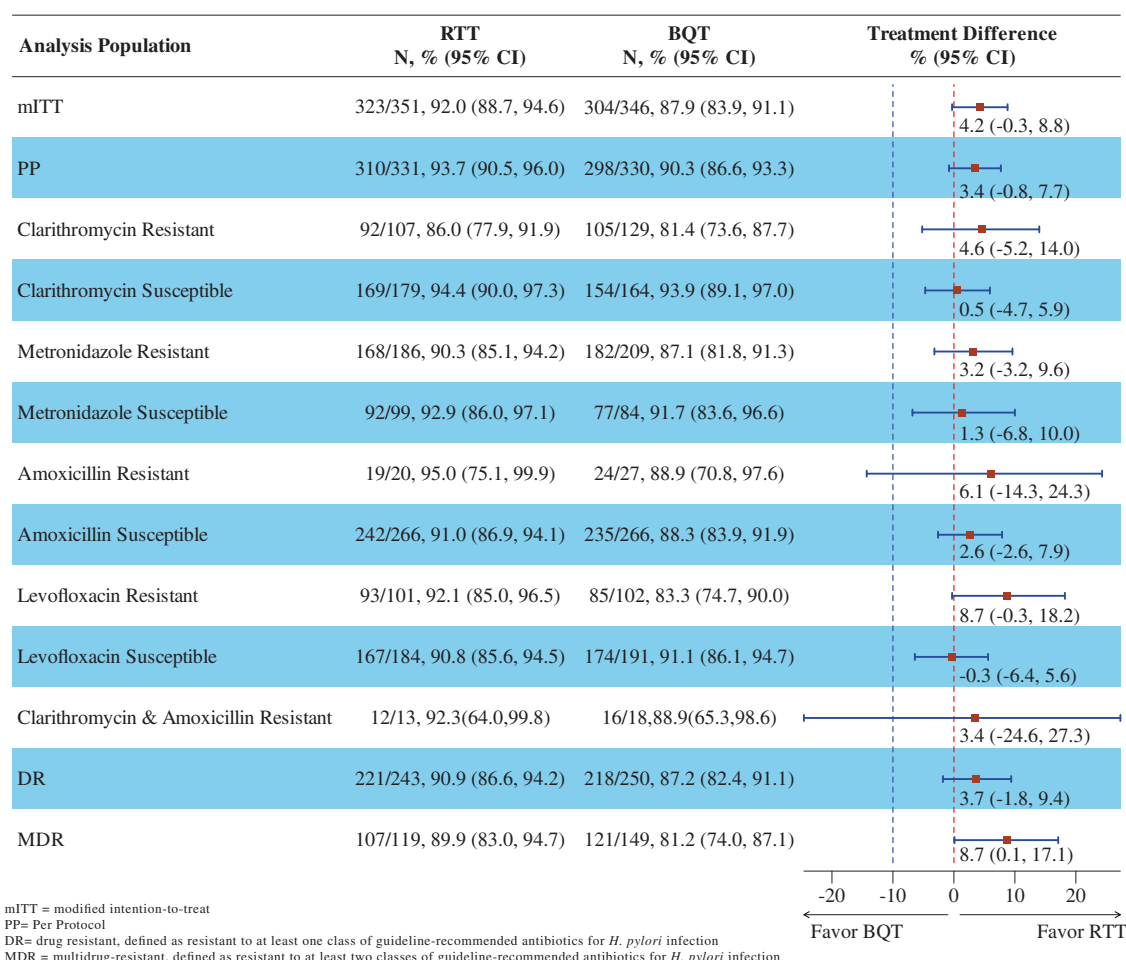 Analysis Population RTT N, % (95% CI) BQT N, % (95% CI) Treatment Difference % (95% CI)
mITT 323/351, 92.0 (88.7, 94.6) 304/346, 87.9 (83.9, 91.1) 4.2 (-0.3, 8.8)
PP 310/331, 93.7 (90.5, 96.0) 298/330, 90.3 (86.6, 93.3) 3.4 (-0.8, 7.7)
Clarithromycin Resistant 92/107, 86.0 (77.9, 91.9) 105/129, 81.4 (73.6, 87.7) 4.6 (-5.2, 14.0)
Clarithromycin Susceptible 169/179, 94.4 (90.0, 97.3) 154/164, 93.9 (89.1, 97.0) 0.5 (-4.7, 5.9)
Metronidazole Resistant 168/186, 90.3 (85.1, 94.2) 182/209, 87.1 (81.8, 91.3) 3.2 (-3.2, 9.6)
Metronidazole Susceptible 92/99, 92.9 (86.0, 97.1) 77/84, 91.7 (83.6, 96.6) 1.3 (-6.8, 10.0)
Amoxicillin Resistant 19/20, 95.0 (75.1, 99.9) 24/27, 88.9 (70.8, 97.6) 6.1 (-14.3, 24.3)
Amoxicillin Susceptible 242/266, 91.0 (86.9, 94.1) 235/266, 88.3 (83.9, 91.9) 2.6 (-2.6, 7.9)
Levofloxacin Resistant 93/101, 92.1 (85.0, 96.5) 85/102, 83.3 (74.7, 90.0) 8.7 (-0.3, 18.2)
Levofloxacin Susceptible 167/184, 90.8 (85.6, 94.5) 174/191, 91.1 (86.1, 94.7) -0.3 (-6.4, 5.6)
Clarithromycin & Amoxicillin Resistant 12/13, 92.3(64.0,99.8) 16/18,88.9(65.3,98.6) 3.4 (-24.6, 27.3)
DR 221/243, 90.9 (86.6, 94.2) 218/250, 87.2 (82.4, 91.1) 3.7 (-1.8, 9.4)
MDR 107/119, 89.9 (83.0, 94.7) 121/149, 81.2 (74.0, 87.1) 8.7 (0.1, 17.1)
-20 -10 0 10 20
Favor BQT Favor RTT
mITT = modified intention-to-treat
PP= Per Protocol
DR= drug resistant, defined as resistant to at least one class of guideline-recommended antibiotics for H. pylori infection
MDR = multidrug-resistant, defined as resistant to at least two classes of guideline-recommended antibiotics for H. pylori infection